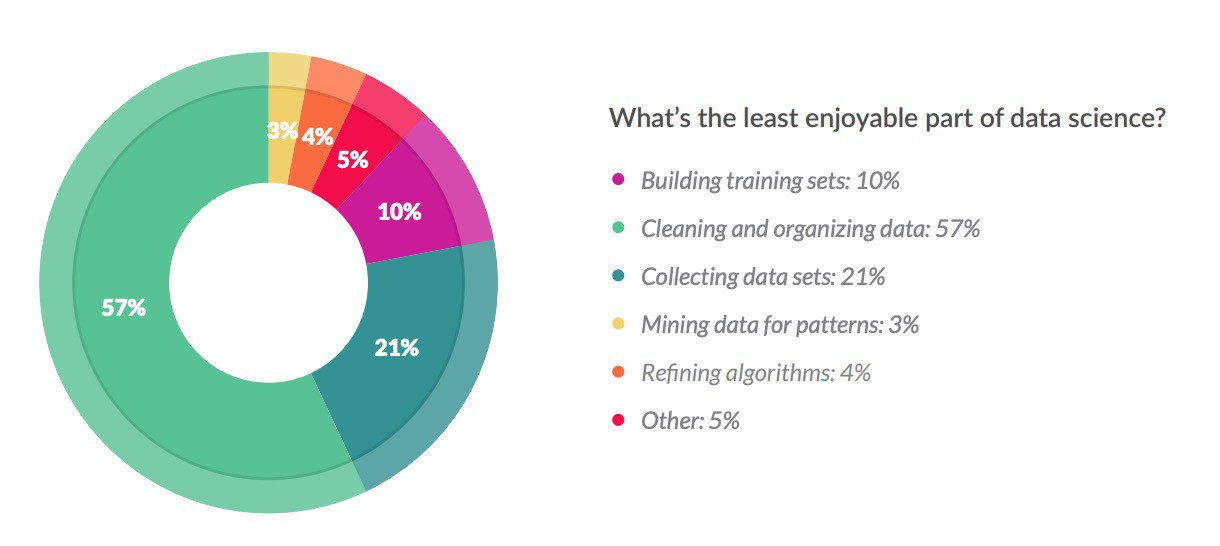 3%
4%
5%
10%
57%
21%
What's the least enjoyable part of data science?
Building training sets: 10%
Cleaning and organizing data: 57%
Collecting data sets: 21%
Mining data for patterns: 3%
Refining algorithms: 4%
Other: 5%